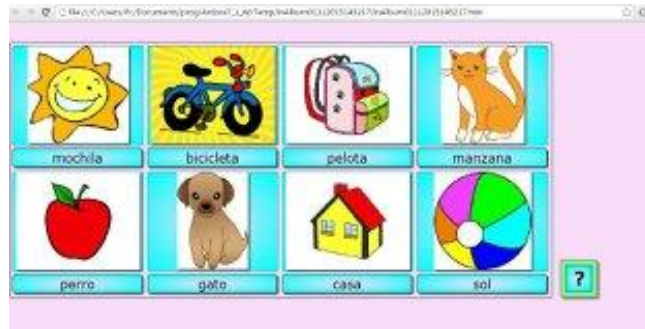 mochila bicicleta pelota manzana
perro gato casa sol
?